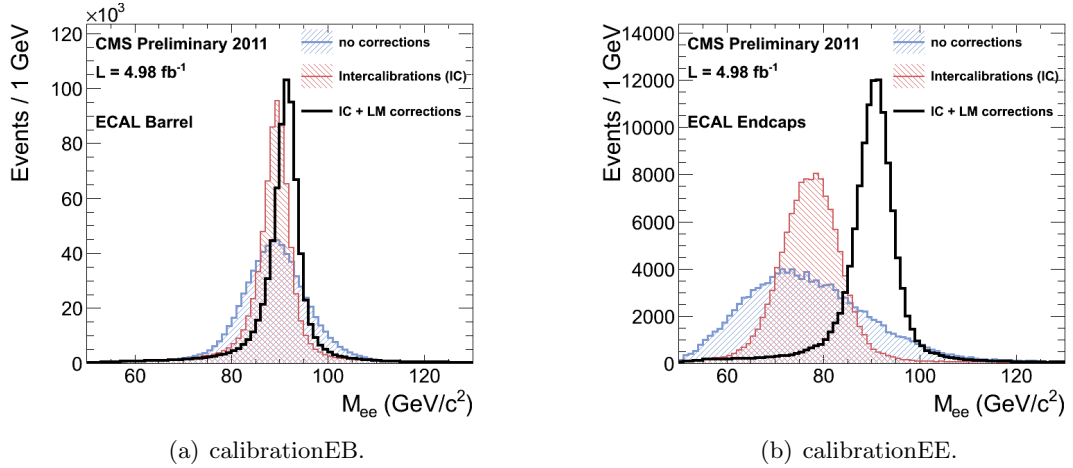 ×10³
120
100
80
60
40
20
0
Events / 1 GeV
CMS Preliminary 2011
L = 4.98 fb⁻¹
ECAL Barrel
no corrections
Intercalibrations (IC)
IC + LM corrections
60 80 100 120
M_ee (GeV/c²)
(a) calibrationEB.
14000
12000
10000
8000
6000
4000
2000
0
Events / 1 GeV
CMS Preliminary 2011
L = 4.98 fb⁻¹
ECAL Endcaps
no corrections
Intercalibrations (IC)
IC + LM corrections
60 80 100 120
M_ee (GeV/c²)
(b) calibrationEE.